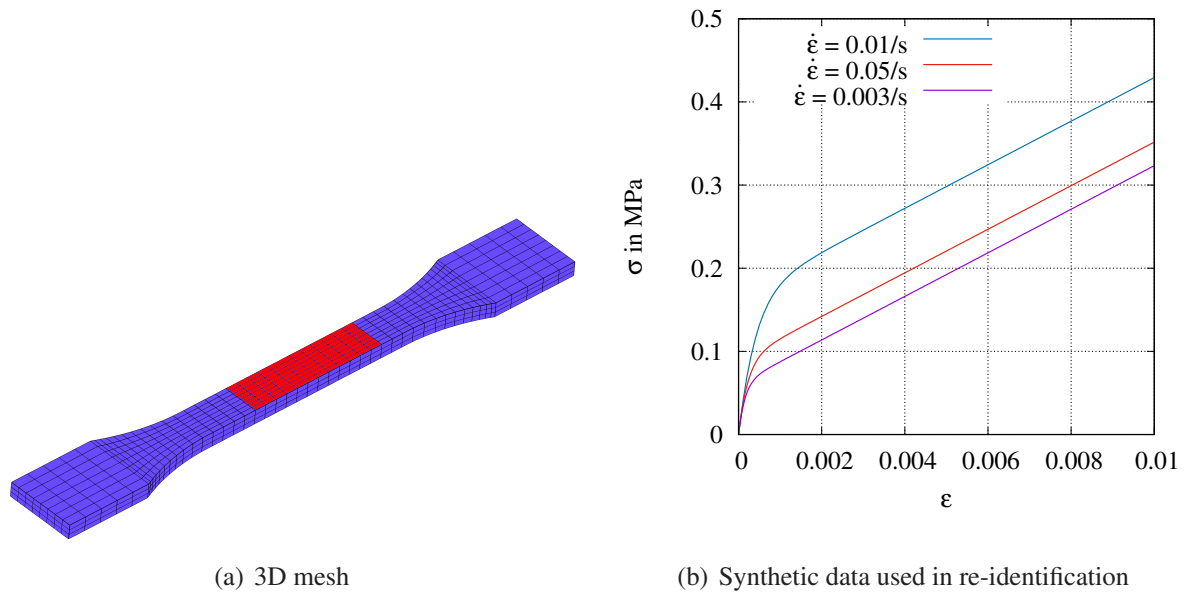 0.5
ε̇ = 0.01/s
ε̇ = 0.05/s
ε̇ = 0.003/s
0.4
0.3
0.2
0.1
0
σ in MPa
0 0.002 0.004 0.006 0.008 0.01
ε
(a) 3D mesh
(b) Synthetic data used in re-identification